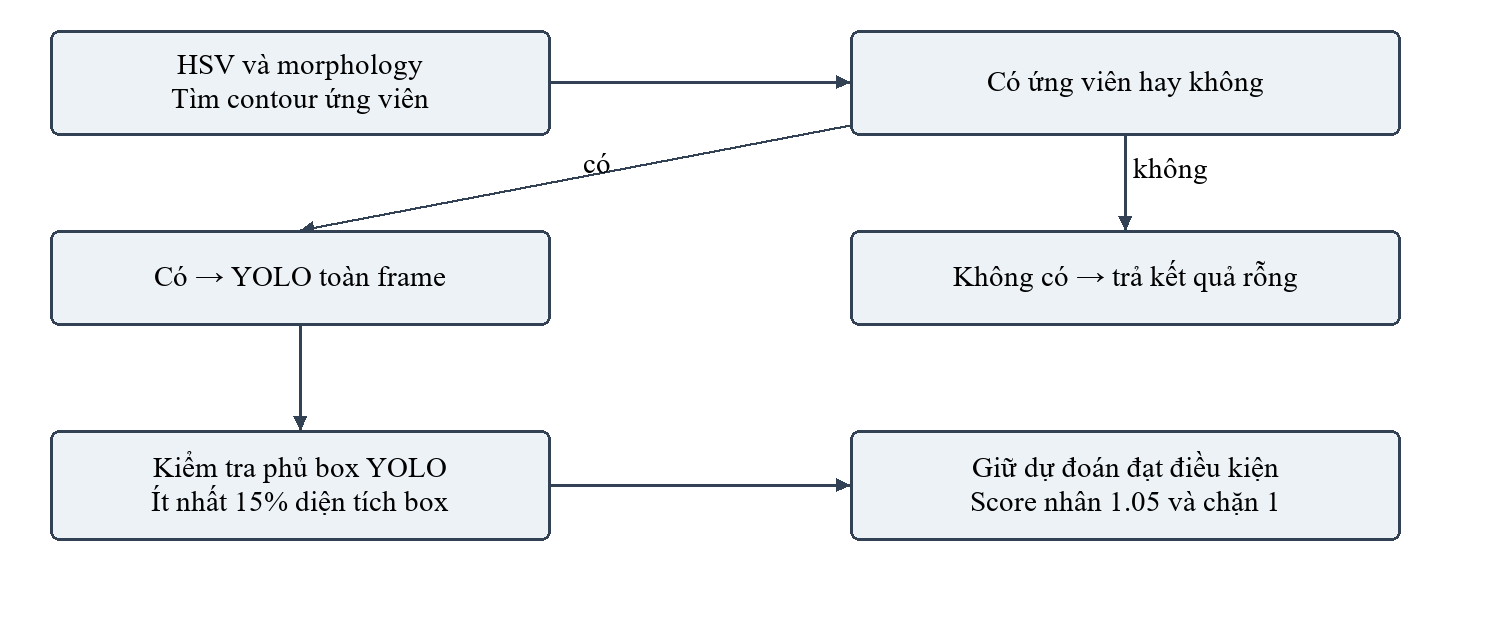 HSV và morphology
Tìm contour ứng viên
Có ứng viên hay không
có
không
Có → YOLO toàn frame
Không có → trả kết quả rỗng
Kiểm tra phủ box YOLO
Ít nhất 15% diện tích box
Giữ dự đoán đạt điều kiện
Score nhân 1.05 và chặn 1